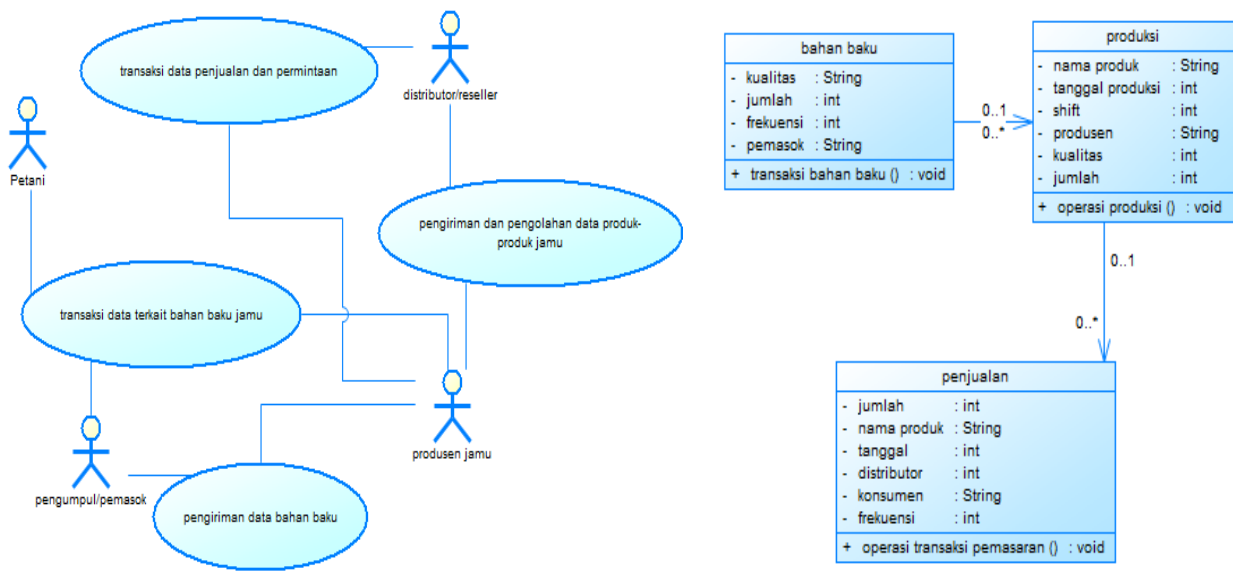 transaksi data penjualan dan permintaan
distributor/reseller
Petani
pengiriman dan pengolahan data produk-
produk jamu
transaksi data terkait bahan baku jamu
produsen jamu
pengumpul/pemasok
pengiriman data bahan baku
bahan baku
- kualitas : String
- jumlah : int
- frekuensi : int
- pemasok : String
+ transaksi bahan baku () : void
0..1
0..*
produksi
- nama produk : String
- tanggal produksi : int
- shift : int
- produsen : String
- kualitas : int
- jumlah : int
+ operasi produksi () : void
0..1
0..*
penjualan
- jumlah : int
- nama produk : String
- tanggal : int
- distributor : int
- konsumen : String
- frekuensi : int
+ operasi transaksi pemasaran () : void